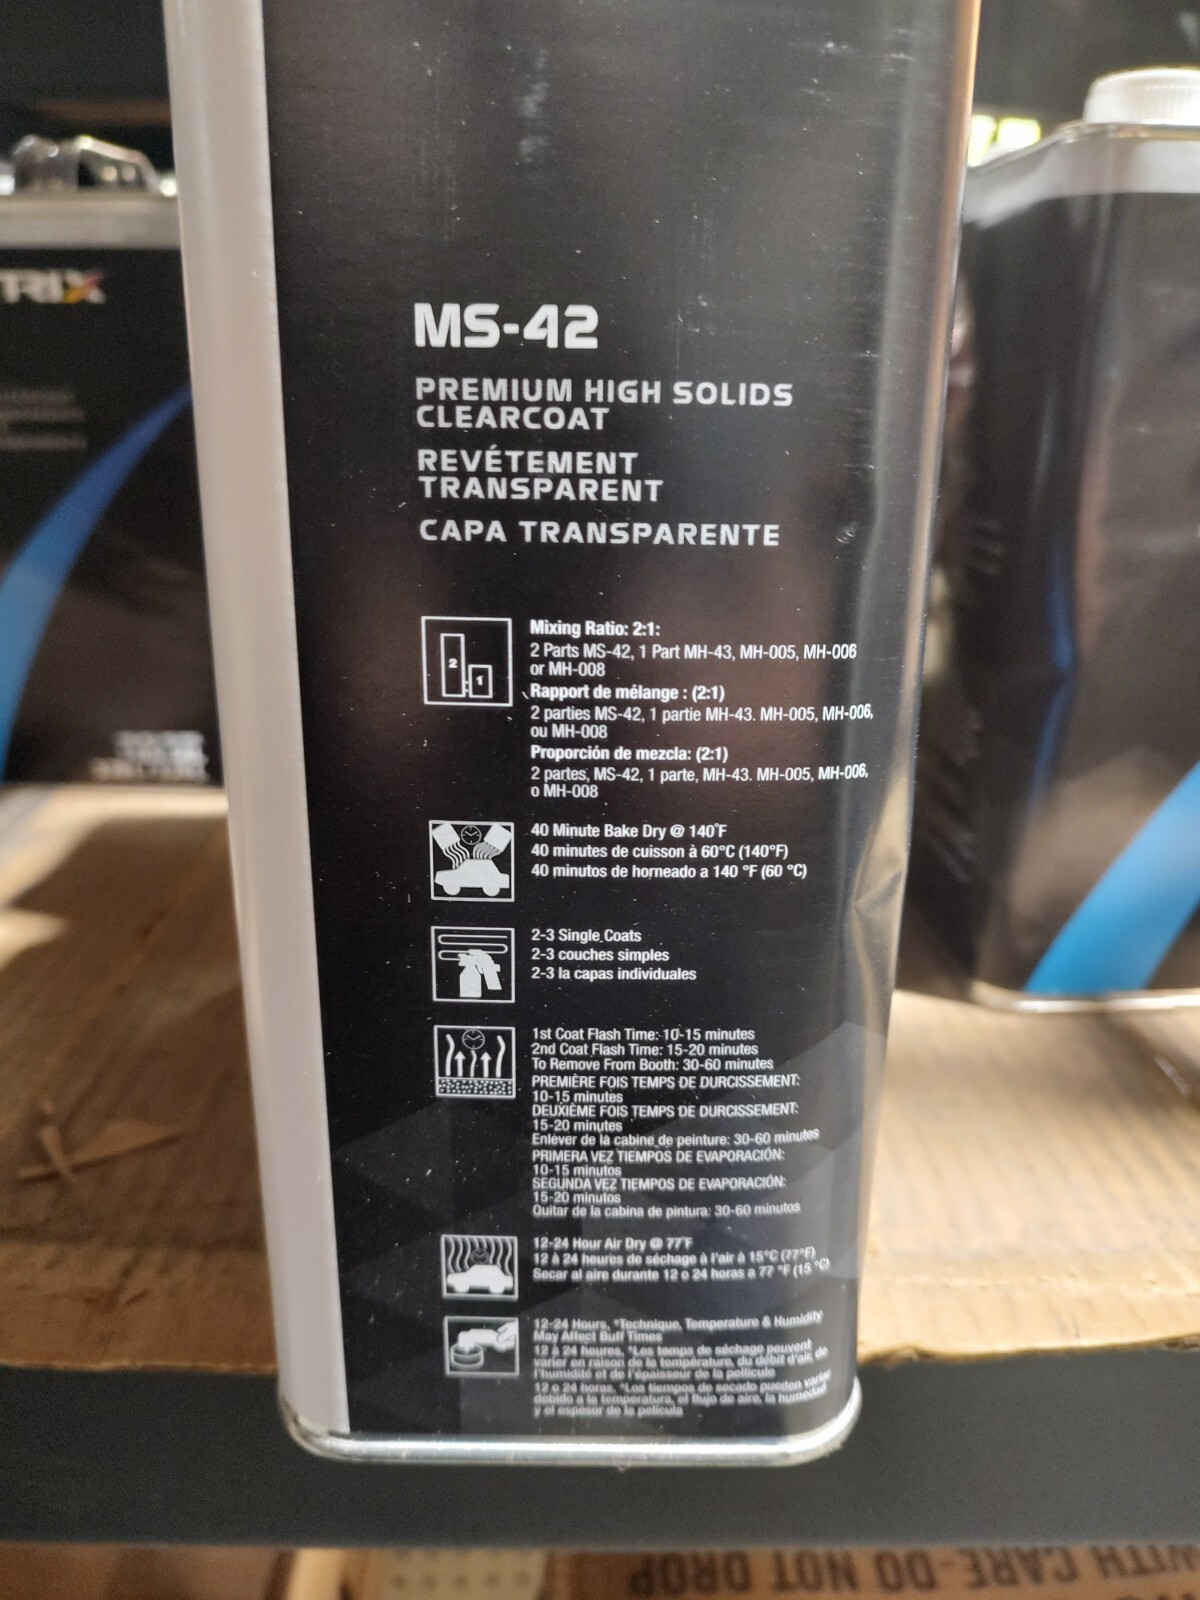 TRIX
MS-42
PREMIUM HIGH SOLIDS
CLEARCOAT
REVÉTEMENT
TRANSPARENT
CAPA TRANSPARENTE
2
:
1
Mixing Ratio: 2:1:
2 Parts MS-42, 1 Part MH-43, MH-005, MH-006
or MH-008
Rapport de mélange : (2:1)
2 parties MS-42, 1 partie MH-43. MH-005, MH-006,
ou MH-008
Proporción de mezcla: (2:1)
2 partes, MS-42, 1 parte, MH-43. MH-005, MH-006,
o MH-008
40 Minute Bake Dry @ 140°F
40 minutes de cuisson à 60°C (140°F)
40 minutos de horneado a 140 °F (60 °C)
2-3 Single Coats
2-3 couches simples
2-3 la capas individuales
1st Coat Flash Time: 10-15 minutes
2nd Coat Flash Time: 15-20 minutes
To Remove From Booth: 30-60 minutes
PREMIÈRE FOIS TEMPS DE DURCISSEMENT:
10-15 minutes
DEUXIÈME FOIS TEMPS DE DURCISSEMENT:
15-20 minutes
Enlever de là cabine de peinture: 30-60 minutes
PRIMERA VEZ TIEMPOS DE EVAPORACIÓN:
10-15 minutos
SEGUNDA VEZ TIEMPOS DE EVAPORACIÓN:
15-20 minutos
Quitar de la cabina de pintura: 30-60 minutos
12-24 Hour Air Dry @ 77°F
12 à 24 heures de séchage à l'air à 15°C (77°F)
Secar al aire durante 12 o 24 horas a 77 °F (15 °C)
12-24 Hours, *Technique, Temperature & Humidity
May Affect Buff Times
12 à 24 heures, *Les temps de séchage peuvent
varier en raison de la température, du débit d'air, de
l'humidité et de l'épaisseur de la pellicule
12 o 24 horas, *Los tiempos de secado pueden variar
debido a la temperatura, el flujo de aire, la humedad
y el espesor de la película
WITH CARE-DO NOT DROP